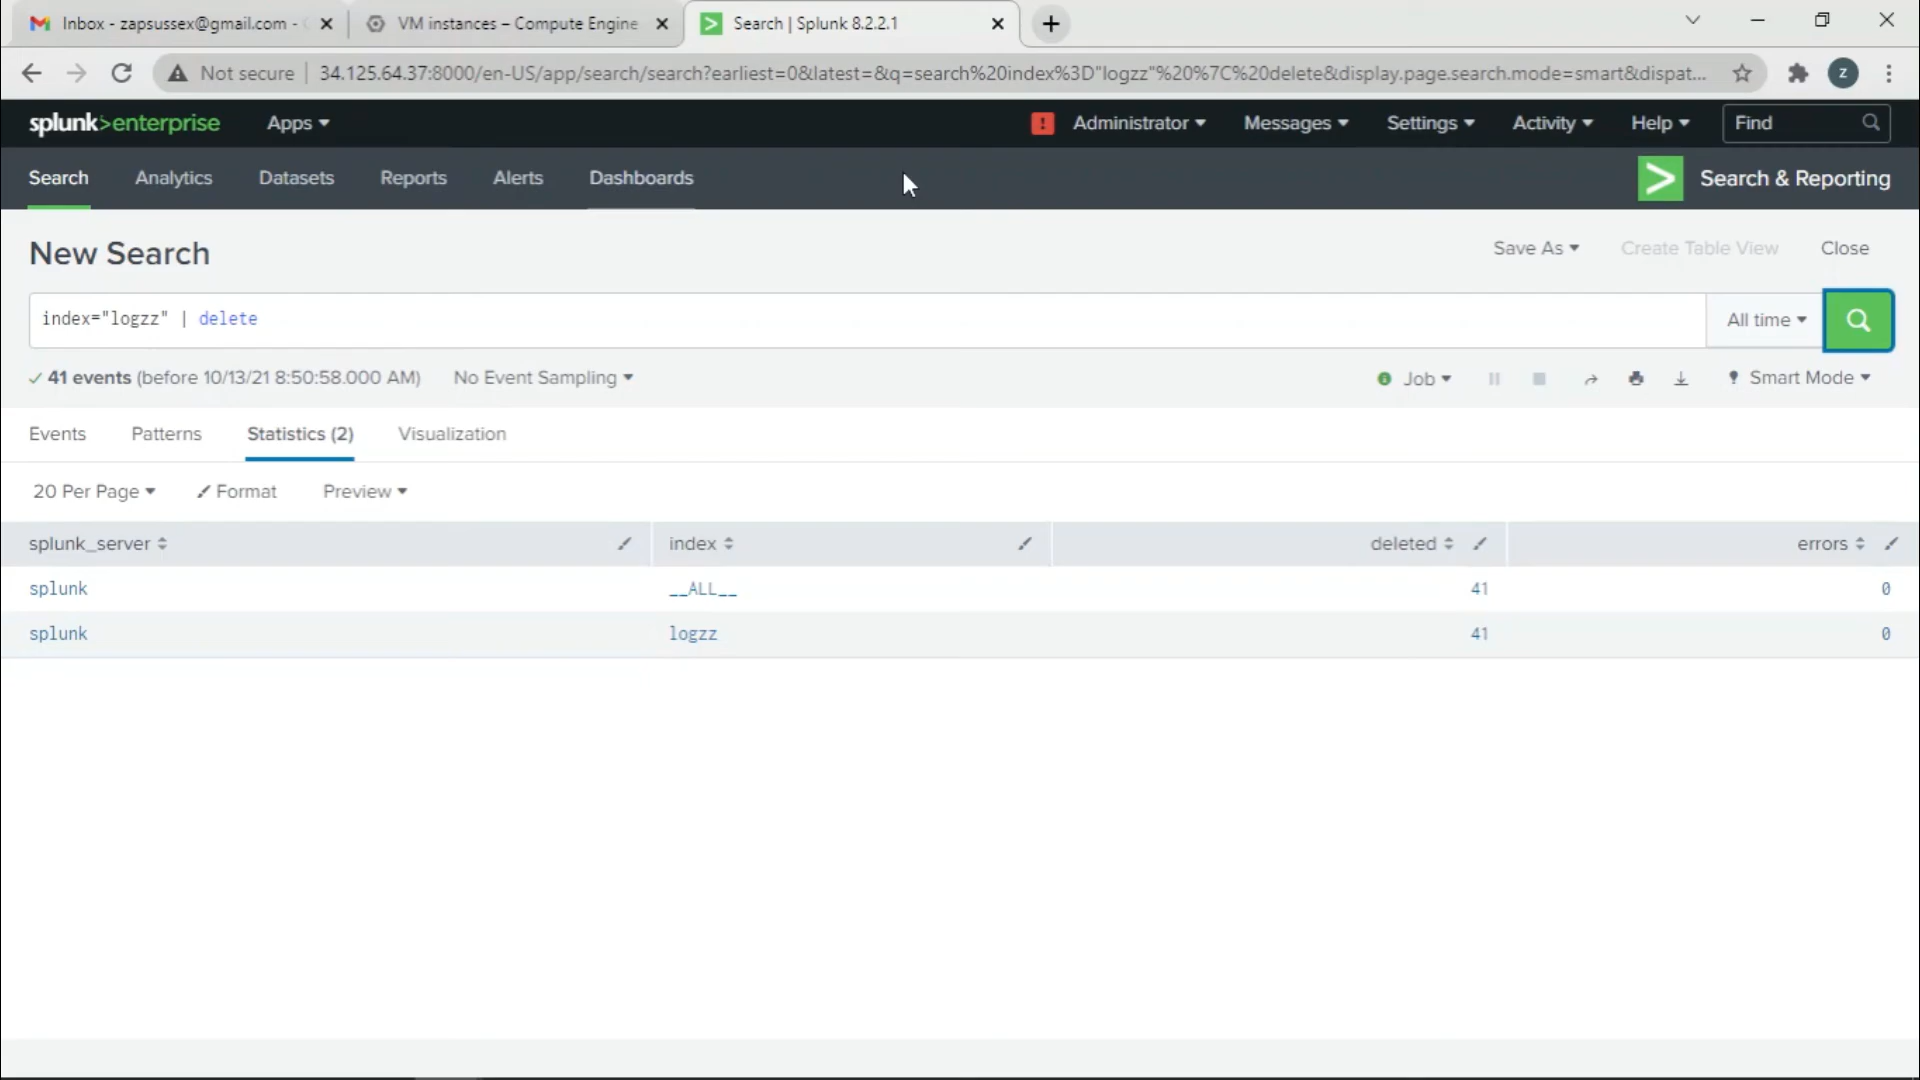 Inbox - zapsussex@gmail.com -
VM instances – Compute Engine
Search | Splunk 8.2.2.1
Not secure
34.125.64.37:8000/en-US/app/search/search?earliest=0&latest=&q=search%20index%3D"logzz"%20%7C%20delete&display.page.search.mode=smart&dispat...
z
splunk>enterprise
Apps
!
Administrator
Messages
Settings
Activity
Help
Find
Search
Analytics
Datasets
Reports
Alerts
Dashboards
Search & Reporting
New Search
Save As
Create Table View
Close
index="logzz" | delete
All time
41 events (before 10/13/21 8:50:58.000 AM)
No Event Sampling
Job
Smart Mode
Events
Patterns
Statistics (2)
Visualization
20 Per Page
Format
Preview
splunk_server
index
deleted
errors
splunk
__ALL__
41
0
splunk
logzz
41
0